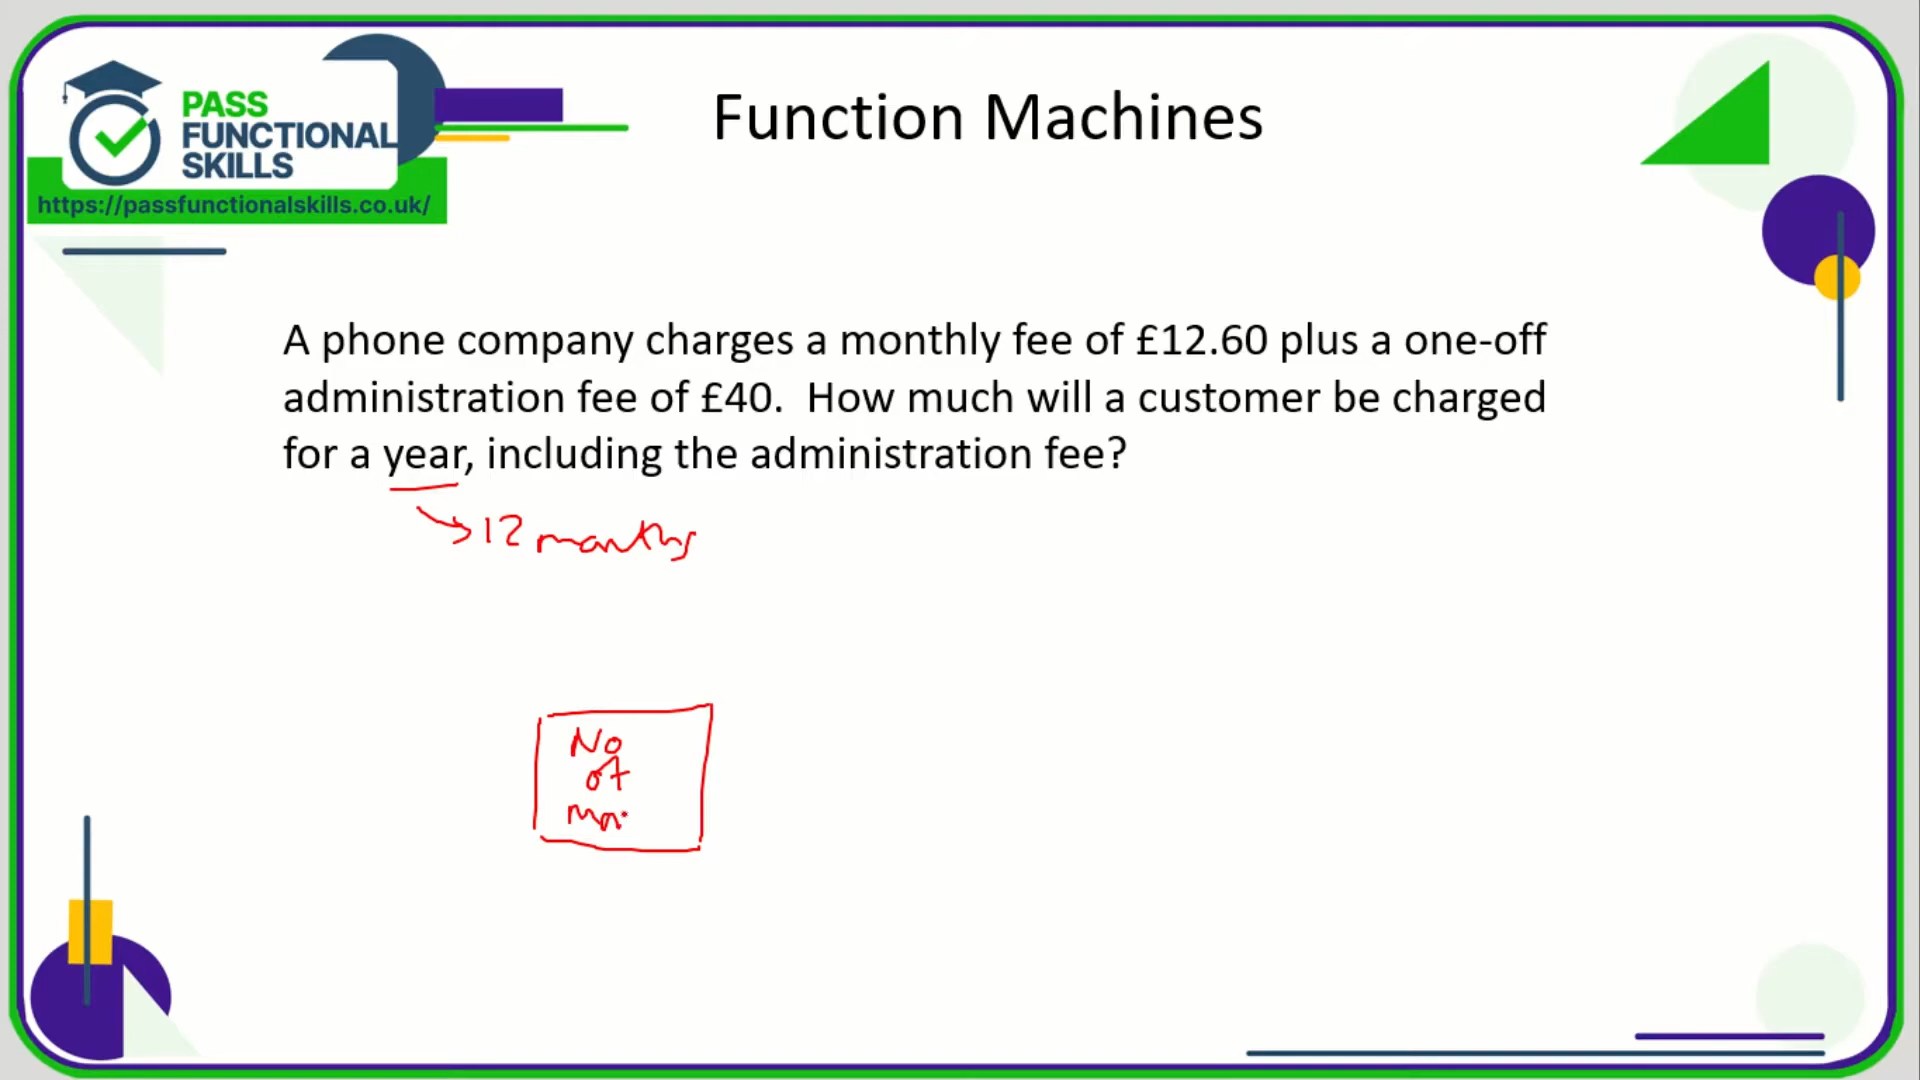 PASS
FUNCTIONAL
SKILLS
https://passfunctionalskills.co.uk/
Function Machines
A phone company charges a monthly fee of £12.60 plus a one-off
administration fee of £40. How much will a customer be charged
for a year, including the administration fee?
12 months
No
of